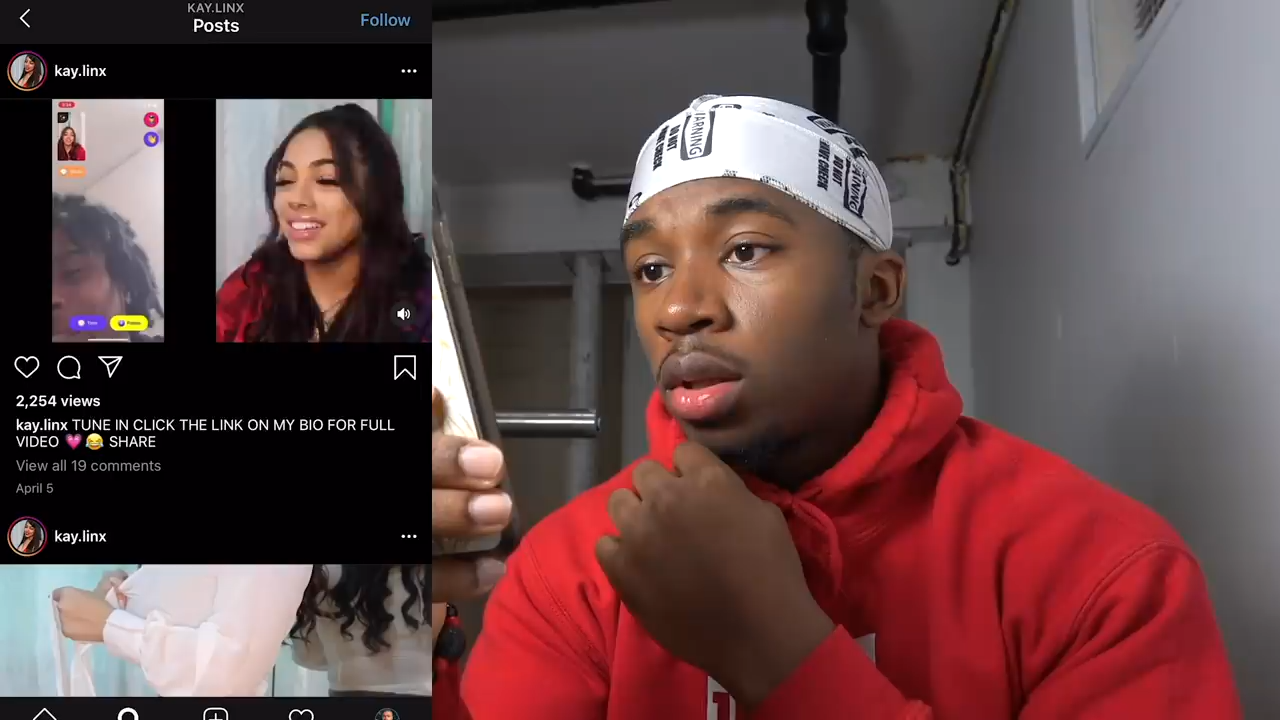 KAY.LINX
Posts
Follow
kay.linx
2,254 views
kay.linx TUNE IN CLICK THE LINK ON MY BIO FOR FULL
VIDEO 💗😂 SHARE
View all 19 comments
April 5
kay.linx
WARNING
WARNING